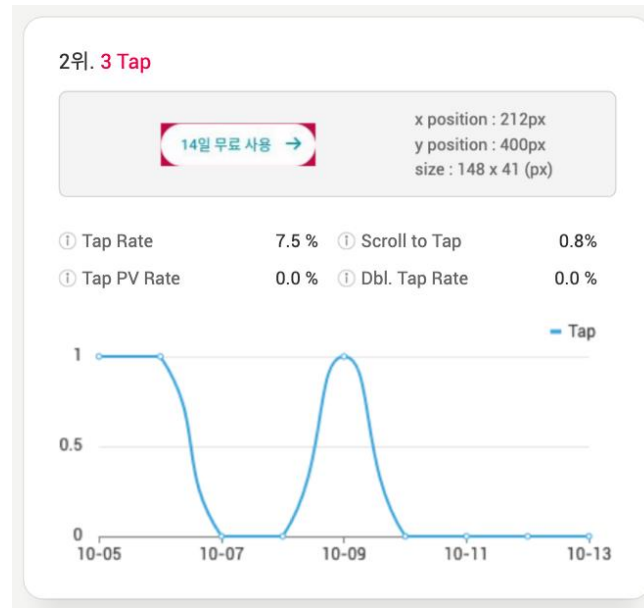 2위. 3 Tap
14일 무료 사용 →
x position : 212px
y position : 400px
size : 148 x 41 (px)
Tap Rate 7.5 % Scroll to Tap 0.8%
Tap PV Rate 0.0 % Dbl. Tap Rate 0.0 %
Tap
1
0.5
0
10-05 10-07 10-09 10-11 10-13